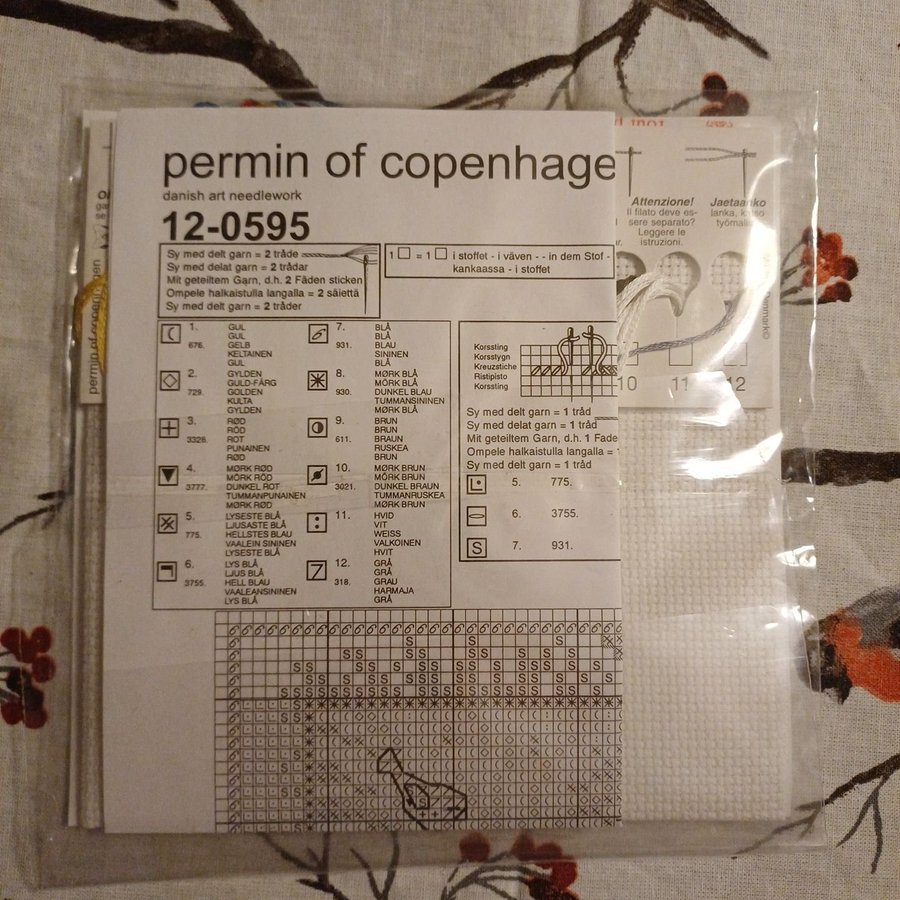 permin of copenhage
danish art needlework
12-0595
Sy med delt garn = 2 tråde
Sy med delat garn = 2 trådar
Mit geteiltem Garn, d.h. 2 Fäden sticken
Ompele halkaistulla langalla = 2 säiettä
Sy med delt garn = 2 tråder
1 □ = 1 □ i stoffet - i väven - - in dem Stof -
kankaassa - i stoffet
1. GUL
GUL
676. GELB
KELTAINEN
GUL
2. GYLDEN
GULD-FÄRG
729. GOLDEN
KULTA
GYLDEN
3. RØD
RÖD
3328. ROT
PUNAINEN
RØD
4. MØRK RØD
MÖRK RÖD
3777. DUNKEL ROT
TUMMANPUNAINEN
MØRK RØD
5. LYSESTE BLÅ
LJUSASTE BLÅ
775. HELLSTES BLAU
VAALEIN SININEN
LYSESTE BLÅ
6. LYS BLÅ
LJUS BLÅ
3755. HELL BLAU
VAALEANSININEN
LYS BLÅ
7. BLÅ
BLÅ
931. BLAU
SININEN
BLÅ
8. MØRK BLÅ
MÖRK BLÅ
930. DUNKEL BLAU
TUMMANSININEN
MØRK BLÅ
9. BRUN
BRUN
611. BRAUN
RUSKEA
BRUN
10. MØRK BRUN
MÖRK BRUN
3021. DUNKEL BRAUN
TUMMANRUSKEA
MØRK BRUN
11. HVID
VIT
WEISS
VALKOINEN
HVIT
12. GRÅ
GRÅ
318. GRAU
HARMAJA
GRÅ
Korssting
Korsstygn
Kreuzstiche
Ristipisto
Korssting
Sy med delt garn = 1 tråd
Sy med delat garn = 1 tråd
Mit geteiltem Garn, d.h. 1 Fade
Ompele halkaistulla langalla =
Sy med delt garn = 1 tråd
5. 775.
6. 3755.
7. 931.
Attenzione!
Il filato deve es-
sere separato?
Leggere le
istruzioni.
Jaetaanko
lanka, k
työmall
10 11 12
permin of copenhagen